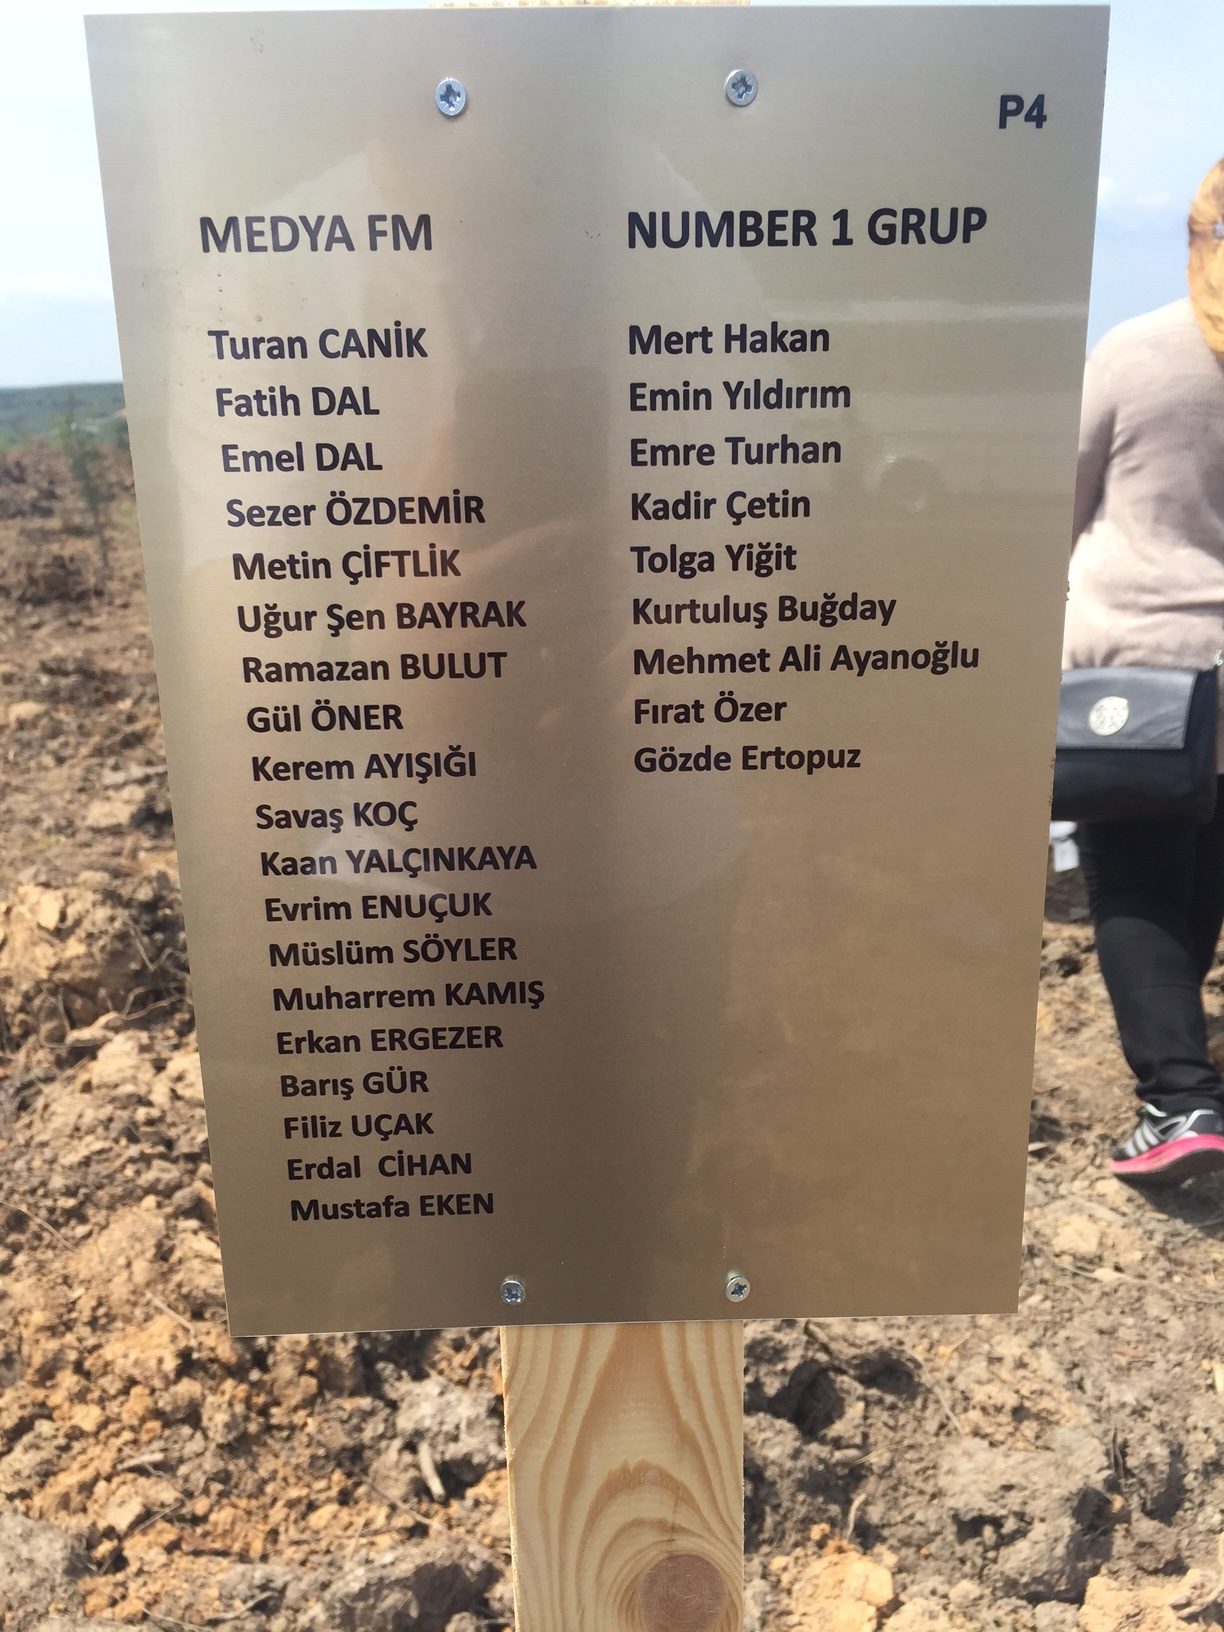 P4
MEDYA FM
Turan CANİK
Fatih DAL
Emel DAL
Sezer ÖZDEMİR
Metin ÇİFTLİK
Uğur Şen BAYRAK
Ramazan BULUT
Gül ÖNER
Kerem AYIŞIĞI
Savaş KOÇ
Kaan YALÇINKAYA
Evrim ENUÇUK
Müslüm SÖYLER
Muharrem KAMIŞ
Erkan ERGEZER
Barış GÜR
Filiz UÇAK
Erdal CİHAN
Mustafa EKEN
NUMBER 1 GRUP
Mert Hakan
Emin Yıldırım
Emre Turhan
Kadir Çetin
Tolga Yiğit
Kurtuluş Buğday
Mehmet Ali Ayanoğlu
Fırat Özer
Gözde Ertopuz